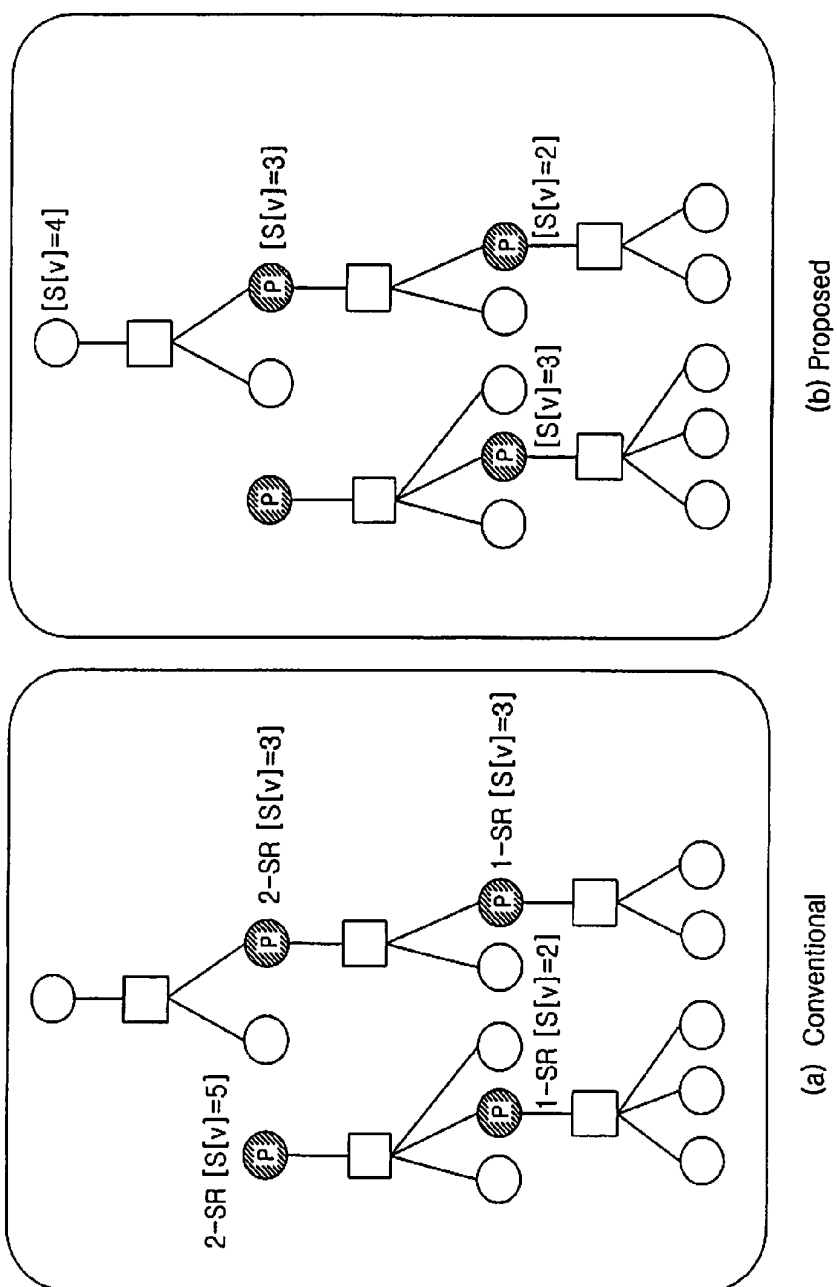 2-SR [S[v]=5]
P
2-SR [S[v]=3]
P
P
1-SR [S[v]=2]
P
1-SR [S[v]=3]
(a) Conventional
[S[v]=4]
P
P
[S[v]=3]
P
[S[v]=3]
P
[S[v]=2]
(b) Proposed